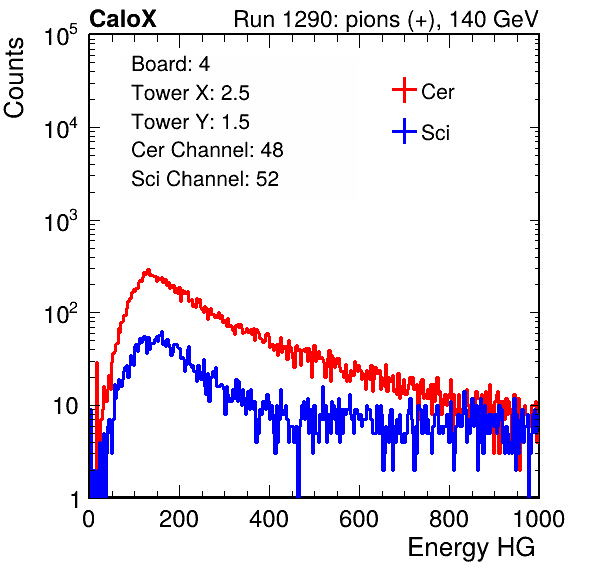 CaloX Run 1290: pions (+), 140 GeV
Board: 4
Tower X: 2.5
Tower Y: 1.5
Cer Channel: 48
Sci Channel: 52
Cer
Sci
Counts
10^5
10^4
10^3
10^2
10
1
0 200 400 600 800 1000
Energy HG